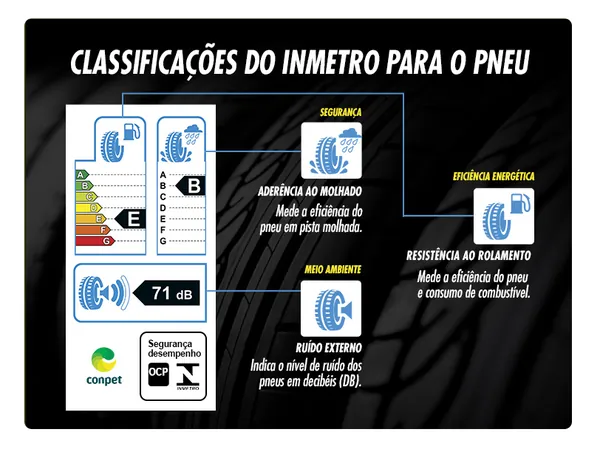 CLASSIFICAÇÕES DO INMETRO PARA O PNEU
SEGURANÇA
ADERÊNCIA AO MOLHADO
Mede a eficiência do
pneu em pista molhada.
EFICIÊNCIA ENERGÉTICA
RESISTÊNCIA AO ROLAMENTO
Mede a eficiência do pneu
e consumo de combustível.
MEIO AMBIENTE
RUÍDO EXTERNO
Indica o nível de ruído dos
pneus em decibéis (DB).
A
B
C
D
E
F
G
E
A
B
C
D
E
F
G
B
71 dB
conpet
Segurança
desempenho
OCP
INMETRO